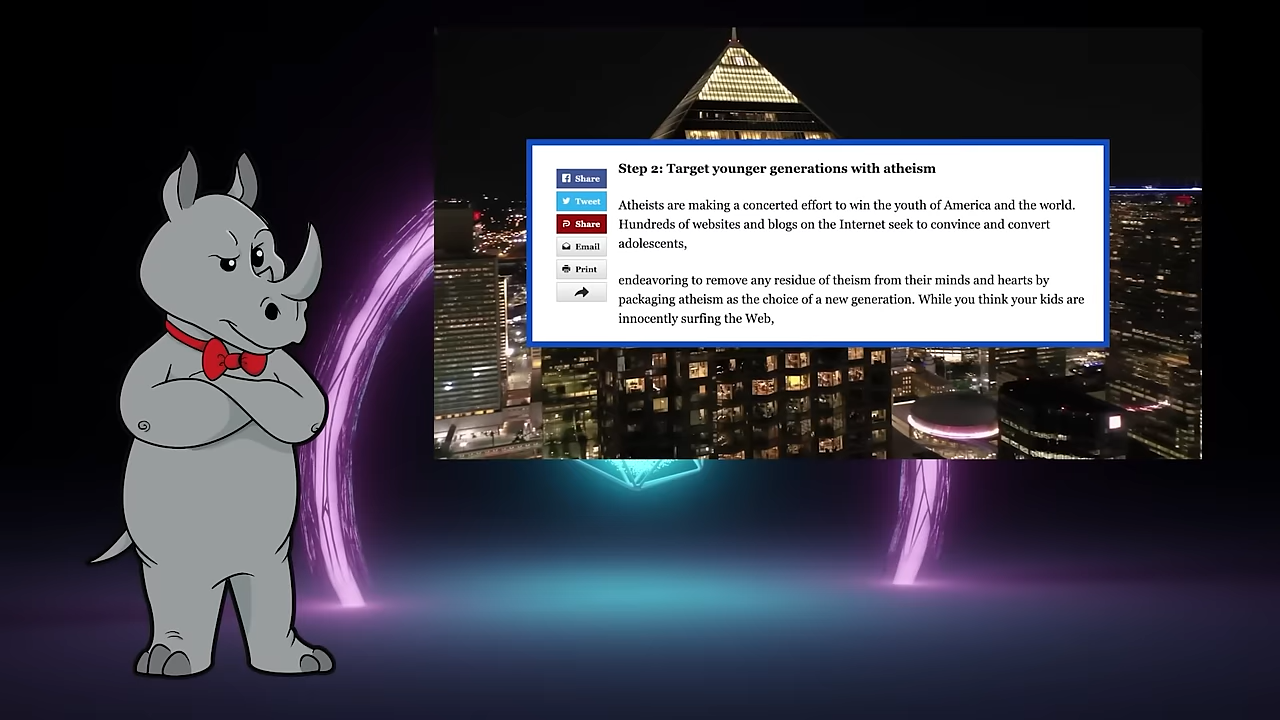 Step 2: Target younger generations with atheism
Share
Tweet
Share
Email
Print
Atheists are making a concerted effort to win the youth of America and the world.
Hundreds of websites and blogs on the Internet seek to convince and convert
adolescents,
endeavoring to remove any residue of theism from their minds and hearts by
packaging atheism as the choice of a new generation. While you think your kids are
innocently surfing the Web,